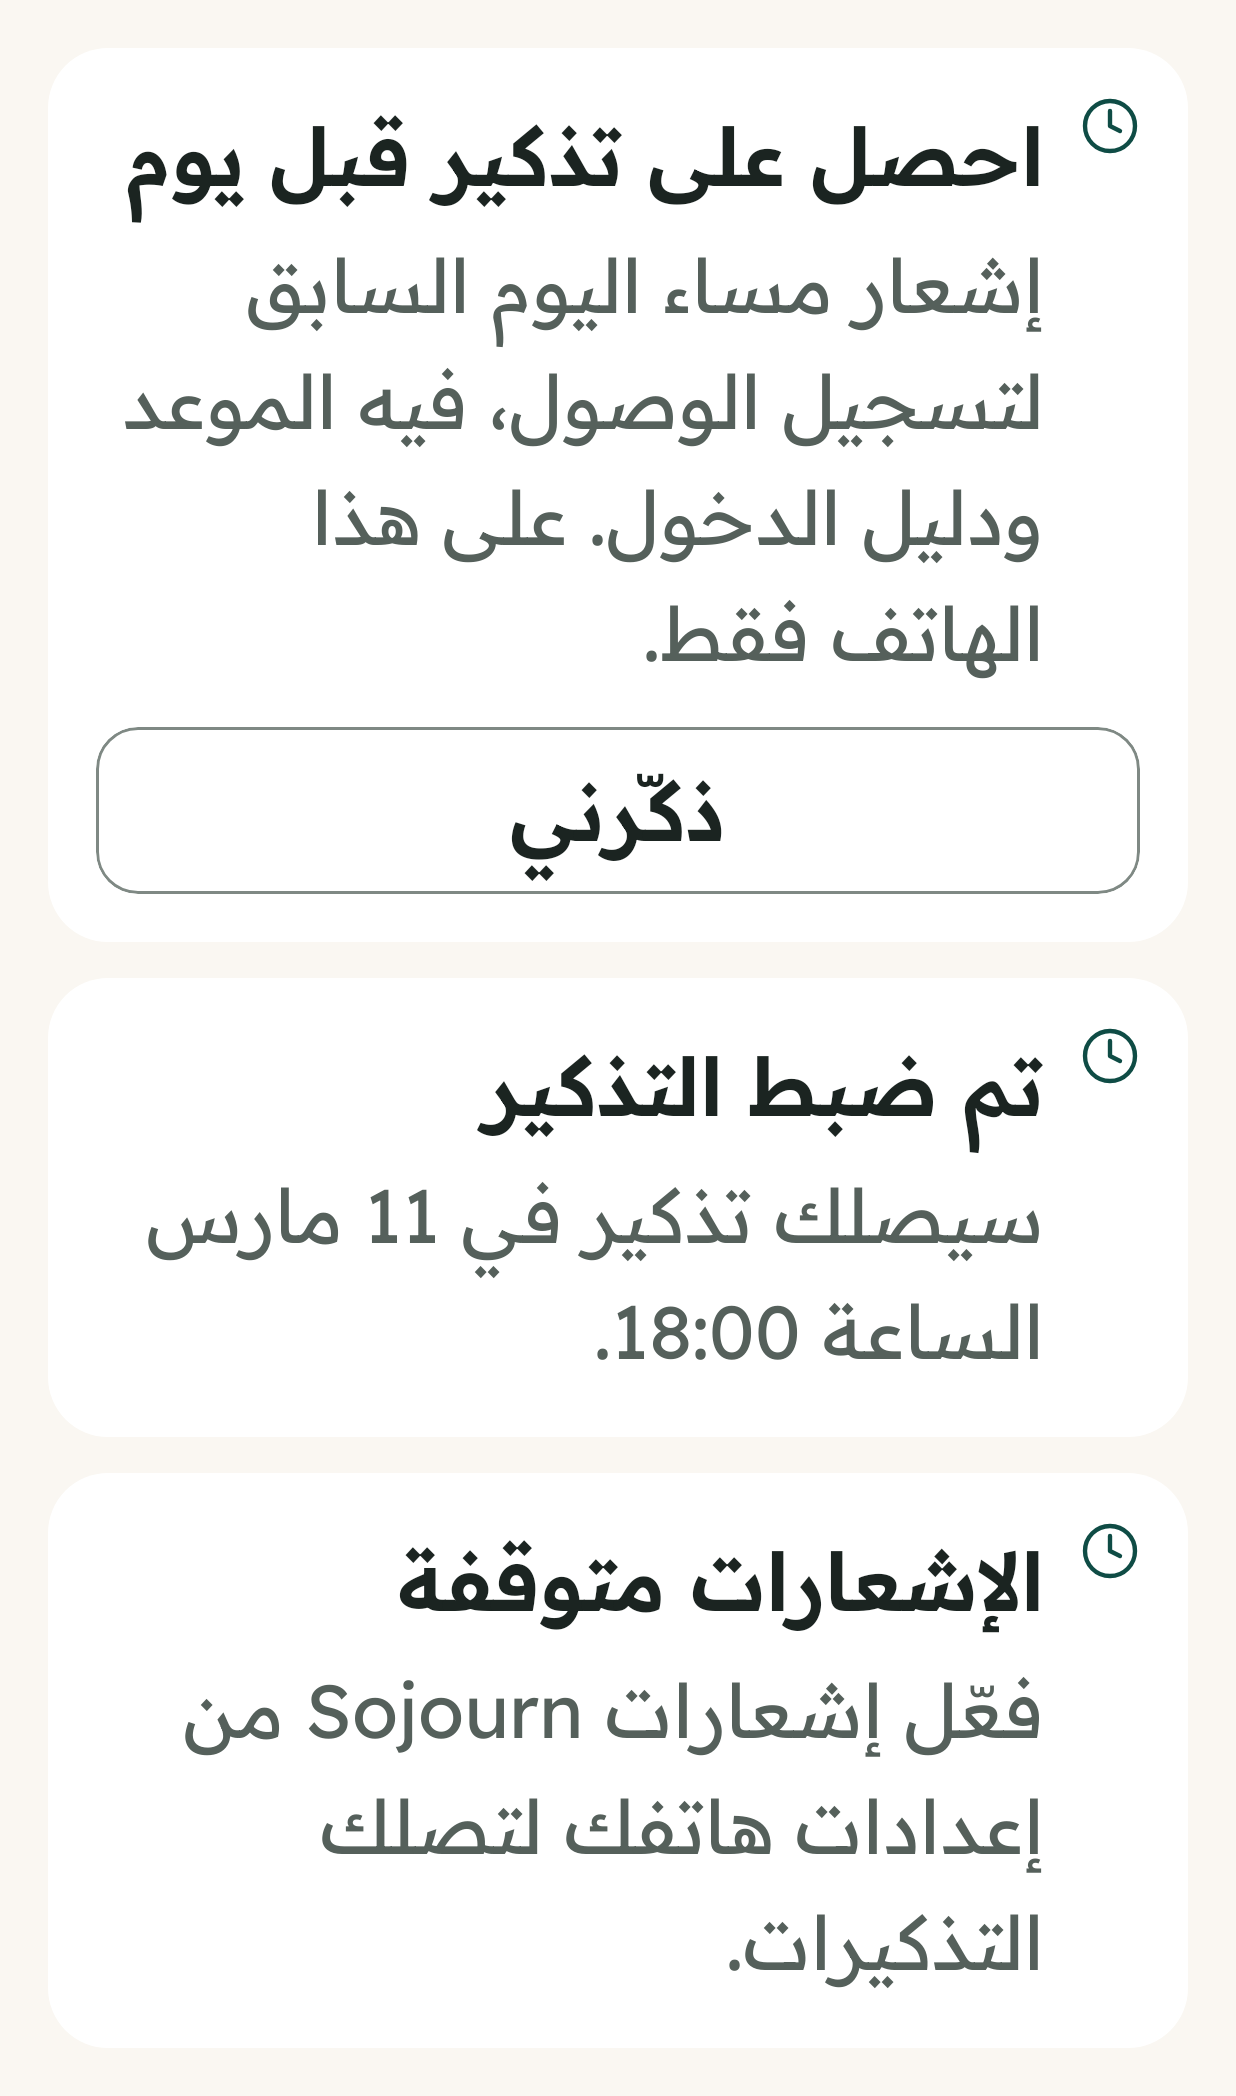 احصل على تذكير قبل يوم
إشعار مساء اليوم السابق
لتسجيل الوصول، فيه الموعد
ودليل الدخول. على هذا
الهاتف فقط.
ذكّرني
تم ضبط التذكير
سيصلك تذكير في 11 مارس
الساعة 18:00.
الإشعارات متوقفة
فعّل إشعارات Sojourn من
إعدادات هاتفك لتصلك
التذكيرات.